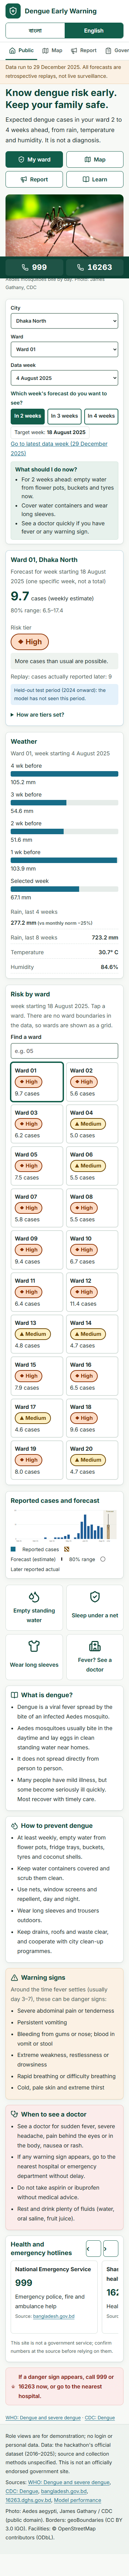 Dengue Early Warning
বাংলা
English
Public
Map
Report
Data run to 29 December 2025. All forecasts are retrospective replays, not live surveillance.
Know dengue risk early. Keep your family safe.
Expected dengue cases in your ward 2 to 4 weeks ahead, from rain, temperature and humidity. It is not a diagnosis.
My ward
Map
Report
Learn
999
16263
Gathany, CDC
City
Dhaka North
Ward
Ward 01
Data week
4 August 2025
Which week's forecast do you want to see?
In 2 weeks
In 3 weeks
In 4 weeks
Target week: 18 August 2025
Go to latest data week (29 December 2025)
What should I do now?
• For 2 weeks ahead: empty water from flower pots, buckets and tyres now.
• Cover water containers and wear long sleeves.
• See a doctor quickly if you have fever or any warning sign.
Ward 01, Dhaka North
Forecast for week starting 18 August 2025 (one specific week, not a total)
9.7 cases (weekly estimate)
80% range: 6.5–17.4
Risk tier
High
More cases than usual are possible.
Replay: cases actually reported later: 9
Held-out test period (2024 onward): the model has not seen this period.
How are tiers set?
Weather
Ward 01, week starting 4 August 2025
4 wk before
105.2 mm
3 wk before
54.6 mm
2 wk before
51.6 mm
1 wk before
103.9 mm
Selected week
67.1 mm
Rain, last 4 weeks
277.2 mm (vs monthly norm −25%)
Rain, last 8 weeks 723.2 mm
Temperature 30.7° C
Humidity 84.6%
Risk by ward
week starting 18 August 2025. Tap a ward. There are no ward boundaries in the data, so wards are shown as a grid.
Find a ward
e.g. 05
Ward 01
High
9.7 cases
Ward 02
High
5.6 cases
Ward 03
High
6.2 cases
Ward 04
Medium
5.0 cases
Ward 05
High
7.5 cases
Ward 06
Medium
5.5 cases
Ward 07
High
5.8 cases
Ward 08
High
5.5 cases
Ward 09
High
9.4 cases
Ward 10
High
6.7 cases
Ward 11
High
6.4 cases
Ward 12
High
11.4 cases
Ward 13
Medium
4.8 cases
Ward 14
Medium
4.7 cases
Ward 15
High
7.9 cases
Ward 16
High
6.5 cases
Ward 17
Medium
4.6 cases
Ward 18
High
9.6 cases
Ward 19
High
8.0 cases
Ward 20
Medium
4.7 cases
Reported cases and forecast
Reported cases
Forecast (estimate)
80% range
Later reported actual
Empty standing water
Sleep under a net
Wear long sleeves
Fever? See a doctor
What is dengue?
• Dengue is a viral fever spread by the bite of an infected Aedes mosquito.
• Aedes mosquitoes usually bite in the daytime and lay eggs in clean standing water near homes.
• It does not spread directly from person to person.
• Many people have mild illness, but some become seriously ill quickly. Most recover with timely care.
How to prevent dengue
• At least weekly, empty water from flower pots, fridge trays, buckets, tyres and coconut shells.
• Keep water containers covered and scrub them clean.
• Use nets, window screens and repellent, day and night.
• Wear long sleeves and trousers outdoors.
• Keep drains, roofs and waste clear, and cooperate with city clean-up programmes.
Warning signs
Around the time fever settles (usually day 3–7), these can be danger signs:
• Severe abdominal pain or tenderness
• Persistent vomiting
• Bleeding from gums or nose; blood in vomit or stool
• Extreme weakness, restlessness or drowsiness
• Rapid breathing or difficulty breathing
• Cold, pale skin and extreme thirst
When to see a doctor
• See a doctor for sudden fever, severe headache, pain behind the eyes or in the body, nausea or rash.
• If any warning sign appears, go to the nearest hospital or emergency department without delay.
• Do not take aspirin or ibuprofen without medical advice.
• Rest and drink plenty of fluids (water, oral saline, fruit juice).
Health and emergency hotlines
National Emergency Service
999
Emergency police, fire and ambulance help
Source: bangladesh.gov.bd
This site is not a government service; confirm numbers with the source before relying on them.
If a danger sign appears, call 999 or 16263 now, or go to the nearest hospital.
WHO: Dengue and severe dengue · CDC: Dengue
Role views are for demonstration; no login or personal data. Data: the hackathon's official dataset (2016–2025); source and collection methods undisclosed. This is not an officially endorsed government site.
Sources: WHO: Dengue and severe dengue, CDC: Dengue, bangladesh.gov.bd, 16263.dghs.gov.bd, Model performance
Photo: Aedes aegypti, James Gathany / CDC (public domain). Borders: geoBoundaries (CC BY 3.0 IGO). Facilities: © OpenStreetMap contributors (ODbL).